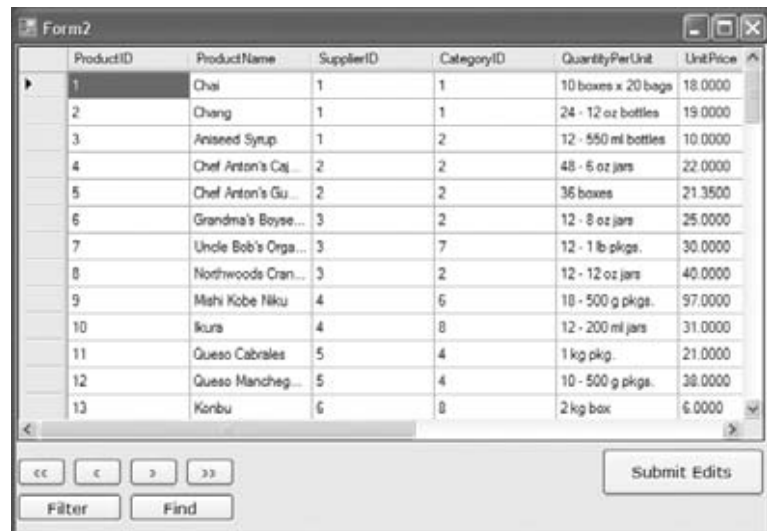 Form2
ProductID ProductName SupplierID CategoryID QuantityPerUnit UnitPrice
1 Chai 1 1 10 boxes x 20 bags 18.0000
2 Chang 1 1 24 - 12 oz bottles 19.0000
3 Aniseed Syrup 1 2 12 - 550 ml bottles 10.0000
4 Chef Anton's Caj... 2 2 48 - 6 oz jars 22.0000
5 Chef Anton's Gu... 2 2 36 boxes 21.3500
6 Grandma's Boyse... 3 2 12 - 8 oz jars 25.0000
7 Uncle Bob's Orga... 3 7 12 - 1 lb pkgs. 30.0000
8 Northwoods Cran... 3 2 12 - 12 oz jars 40.0000
9 Mishi Kobe Niku 4 6 18 - 500 g pkgs. 97.0000
10 Ikura 4 8 12 - 200 ml jars 31.0000
11 Queso Cabrales 5 4 1 kg pkg. 21.0000
12 Queso Mancheg... 5 4 10 - 500 g pkgs. 38.0000
13 Konbu 6 8 2 kg box 6.0000
<< < > >> Submit Edits
Filter Find